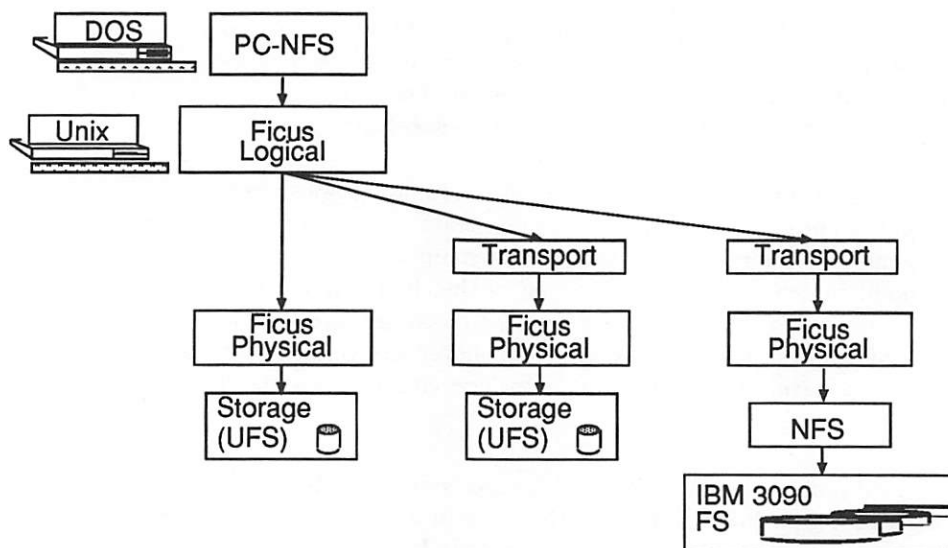 DOS
PC-NFS
Unix
Ficus
Logical
Transport
Transport
Ficus
Physical
Ficus
Physical
Ficus
Physical
Storage
(UFS)
Storage
(UFS)
NFS
IBM 3090
FS